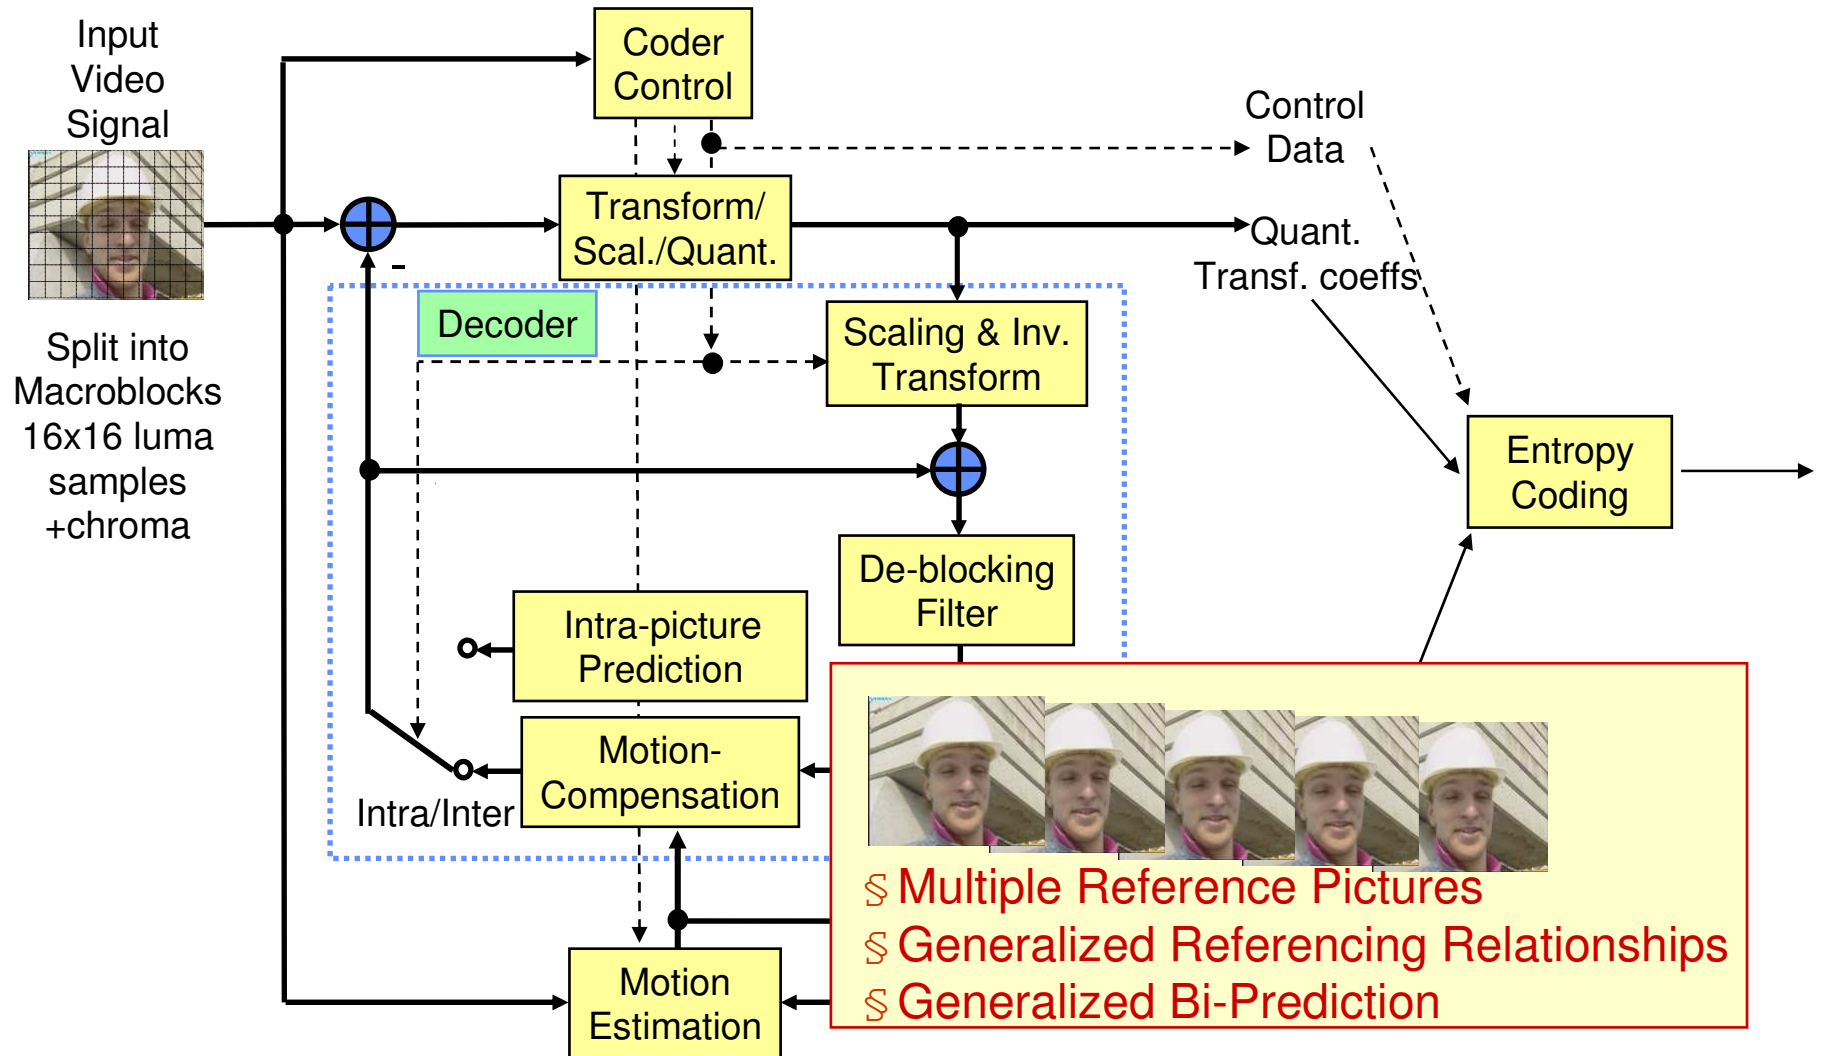 Input
Video
Signal
Coder
Control
Control
Data
Transform/
Scal./Quant.
Quant.
Transf. coeffs
-
Decoder
Scaling & Inv.
Transform
Split into
Macroblocks
16x16 luma
samples
+chroma
Entropy
Coding
De-blocking
Filter
Intra-picture
Prediction
Motion-
Compensation
Intra/Inter
§ Multiple Reference Pictures
§ Generalized Referencing Relationships
§ Generalized Bi-Prediction
Motion
Estimation